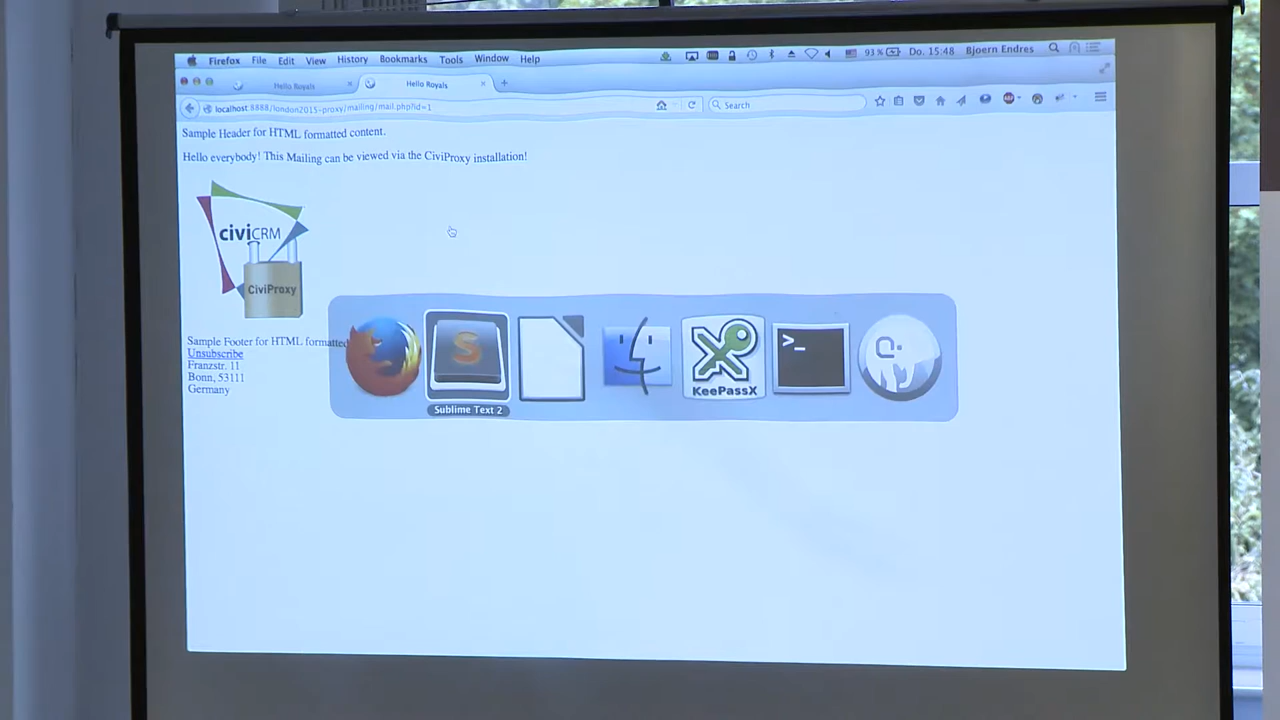 Firefox File Edit View History Bookmarks Tools Window Help 93% Do. 15:48 Bjoern Endres
Hello Royals Hello Royals
localhost:8888/london2015-proxy/mailing/mail.php?id=1 Search
Sample Header for HTML formatted content.
Hello everybody! This Mailing can be viewed via the CiviProxy installation!
civiCRM
CiviProxy
Sample Footer for HTML formatted
Unsubscribe
Franzstr. 11
Bonn, 53111
Germany
S
>_
KeePassX
Sublime Text 2